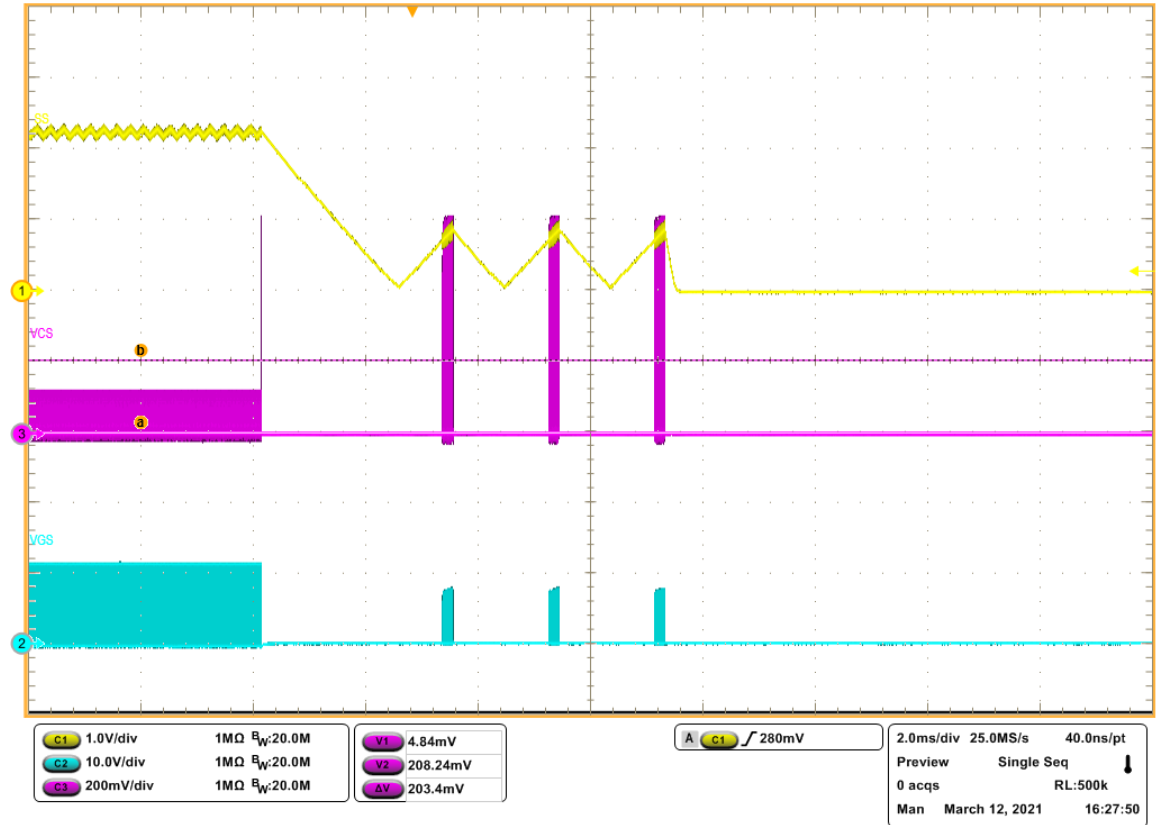 SS
1
VCS
b
a
3
VGS
2
C1 1.0V/div 1MΩ BW:20.0M
C2 10.0V/div 1MΩ BW:20.0M
C3 200mV/div 1MΩ BW:20.0M
V1 4.84mV
V2 208.24mV
ΔV 203.4mV
A C1 280mV
2.0ms/div 25.0MS/s 40.0ns/pt
Preview Single Seq
0 acqs RL:500k
Man March 12, 2021 16:27:50